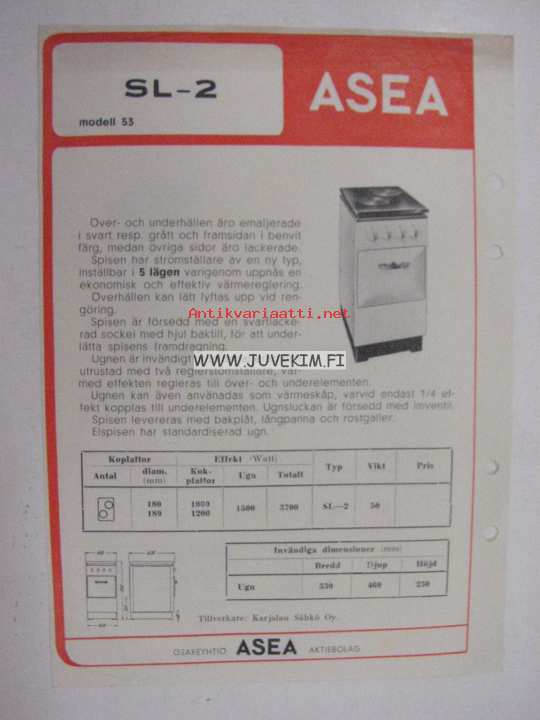 SL-2
modell 53
ASEA
Över- och underhällen äro emaljerade
i svart resp. grått och framsidan i benvit
färg, medan övriga sidor äro lackerade.
Spisen har strömställare av en ny typ,
inställbar i 5 lägen varigenom uppnås en
ekonomisk och effektiv värmereglering.
Överhällen kan lätt lyftas upp vid ren-
göring.
Antikvariaatti.net
Spisen är försedd med en svartlacke-
rad sockel med hjul baktill, för att under-
lätta spisens framdragning.
Ugnen är invändigt
WWW.JUVEKIM.FI
utrustad med två reglerströmställare, var-
med effekten regleras till över- och underelementen.
Ugnen kan även användas som värmeskåp, varvid endast 1/4 ef-
fekt kopplas till underelementen. Ugnsluckan är försedd med imventil.
Spisen levereras med bakplåt, långpanna och rostgaller.
Elspisen har standardiserad ugn.
Kokplattor Effekt (Watt) Typ Vikt Pris
Antal diam. (mm) Kok-plattor Ugn Totalt
180 1000 1500 3700 SL—2 50
180 1200
Invändiga dimensioner (mm)
Bredd Djup Höjd
Ugn 330 460 250
Tillverkare: Karjalan Sähkö Oy.
OSAKEYHTIÖ ASEA AKTIEBOLAG